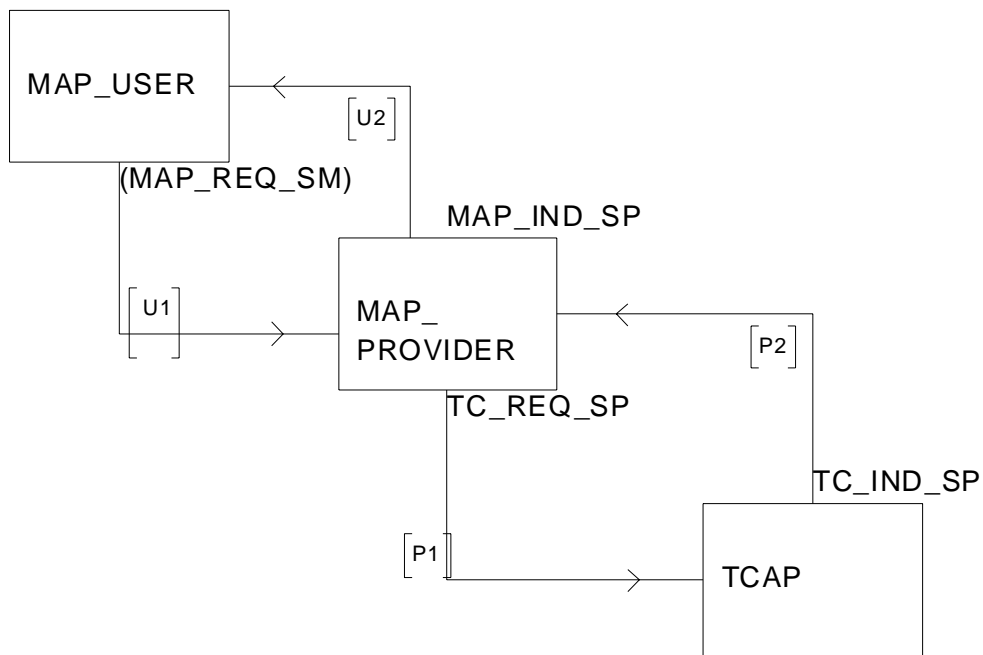 MAP_USER
[U2]
(MAP_REQ_SM)
MAP_IND_SP
[U1]
MAP_
PROVIDER
[P2]
TC_REQ_SP
TC_IND_SP
[P1]
TCAP